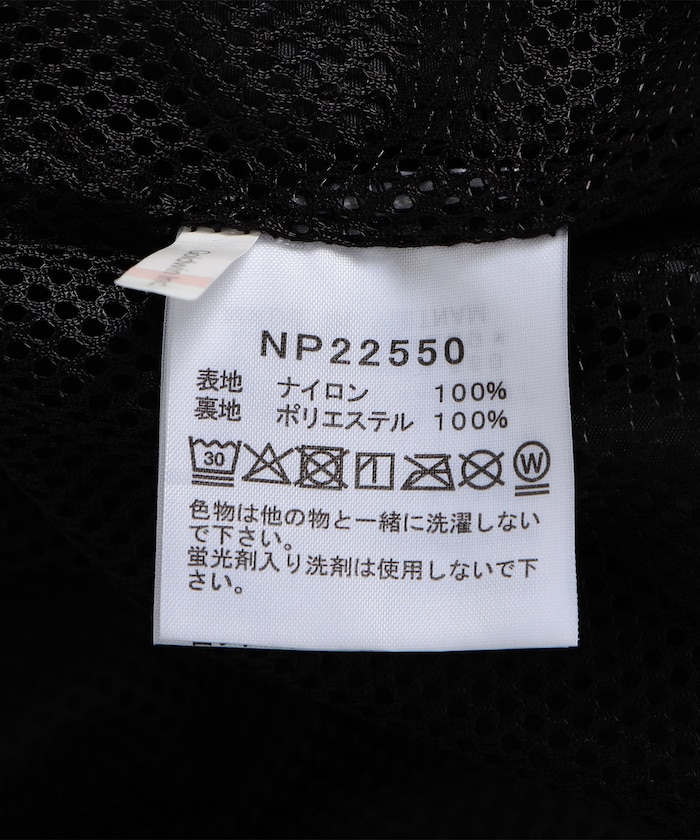 NP22550
表地 ナイロン 100%
裏地 ポリエステル 100%
30 W
色物は他の物と一緒に洗濯しない
で下さい。
蛍光剤入り洗剤は使用しないで下
さい。